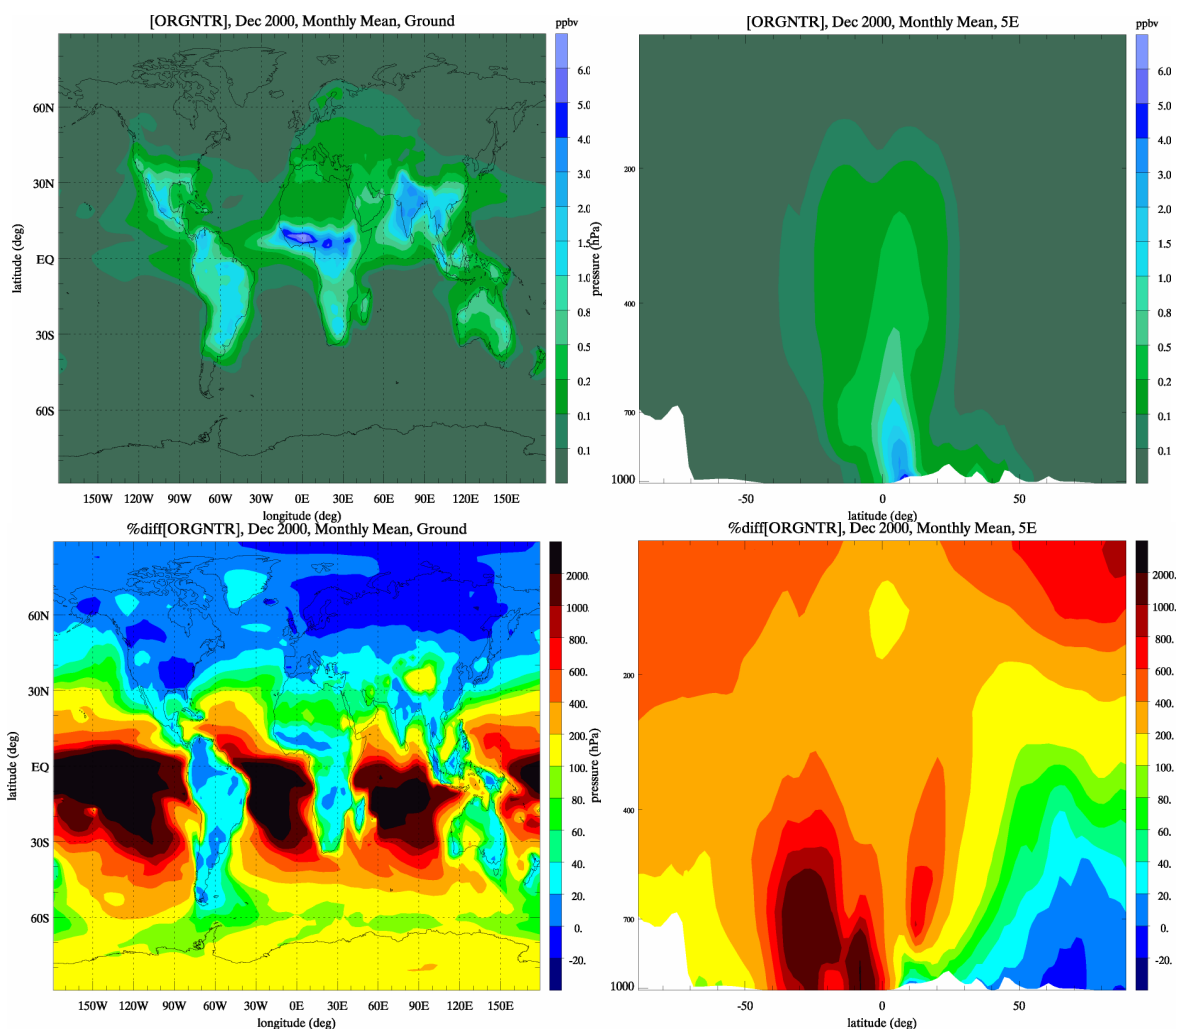 [ORGNTR], Dec 2000, Monthly Mean, Ground
ppbv
6.0
5.0
4.0
3.0
2.0
1.5
1.0
0.8
0.5
0.2
0.1
0.1
60N
30N
EQ
30S
60S
latitude (deg)
150W 120W 90W 60W 30W 0E 30E 60E 90E 120E 150E
longitude (deg)
[ORGNTR], Dec 2000, Monthly Mean, 5E
ppbv
6.0
5.0
4.0
3.0
2.0
1.5
1.0
0.8
0.5
0.2
0.1
0.1
200
400
700
1000
pressure (hPa)
-50 0 50
latitude (deg)
%diff[ORGNTR], Dec 2000, Monthly Mean, Ground
2000.
1000.
800.
600.
400.
200.
100.
80.
60.
40.
20.
0.
-20.
60N
30N
EQ
30S
60S
latitude (deg)
150W 120W 90W 60W 30W 0E 30E 60E 90E 120E 150E
longitude (deg)
%diff[ORGNTR], Dec 2000, Monthly Mean, 5E
2000.
1000.
800.
600.
400.
200.
100.
80.
60.
40.
20.
0.
-20.
200
400
700
1000
pressure (hPa)
-50 0 50
latitude (deg)